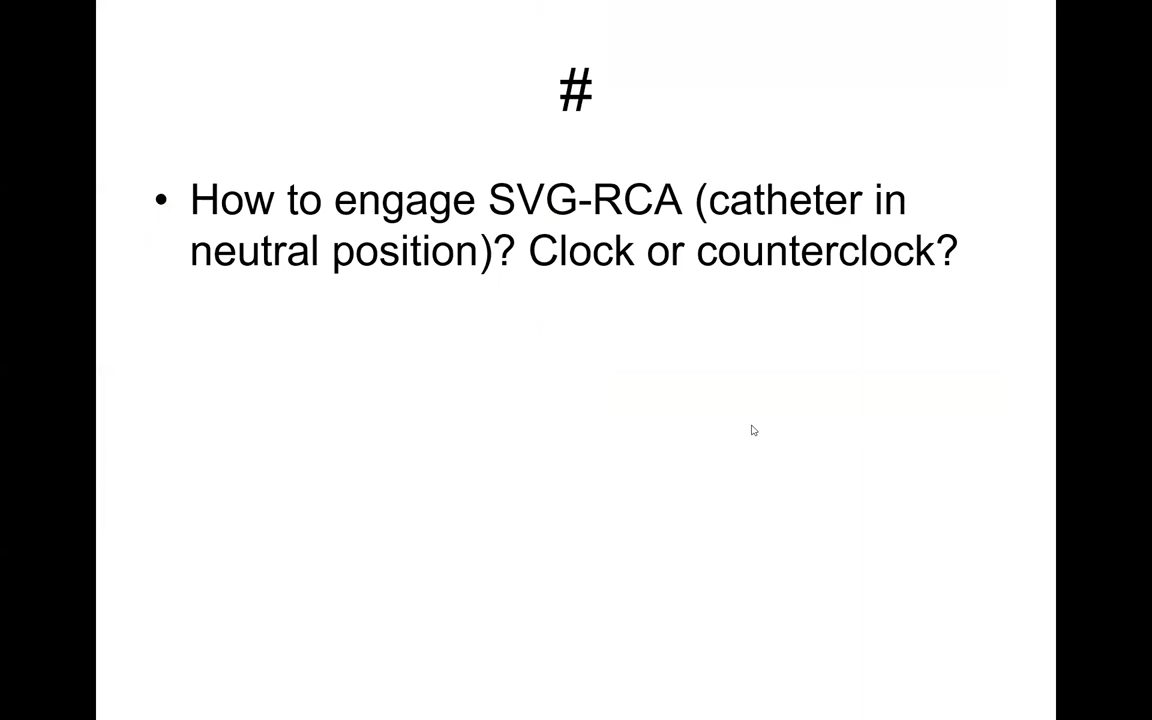 #
• How to engage SVG-RCA (catheter in
neutral position)? Clock or counterclock?